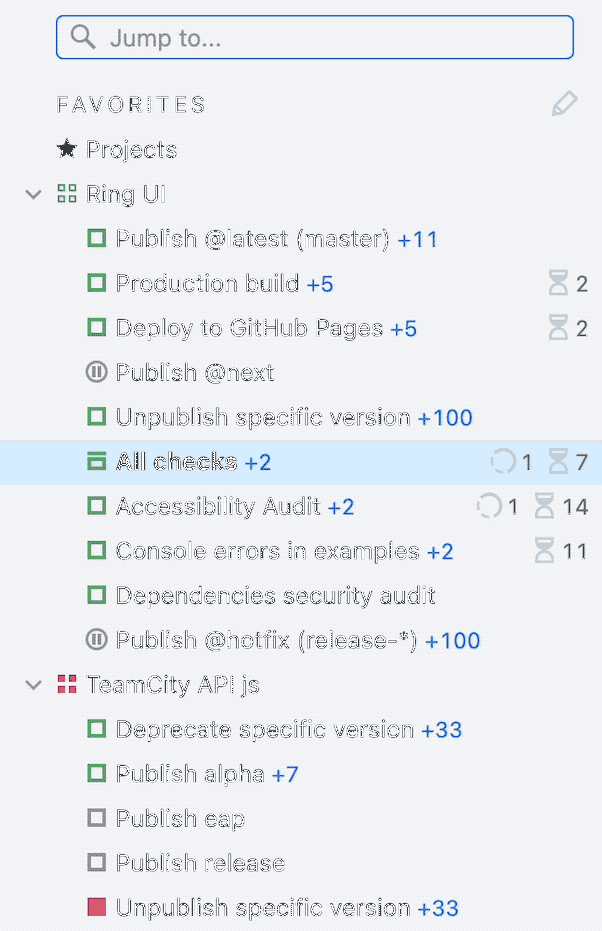 Jump to...
FAVORITES
Projects
Ring UI
Publish @latest (master) +11
Production build +5 2
Deploy to GitHub Pages +5 2
Publish @next
Unpublish specific version +100
All checks +2 1 7
Accessibility Audit +2 1 14
Console errors in examples +2 11
Dependencies security audit
Publish @hotfix (release-*) +100
TeamCity API js
Deprecate specific version +33
Publish alpha +7
Publish eap
Publish release
Unpublish specific version +33